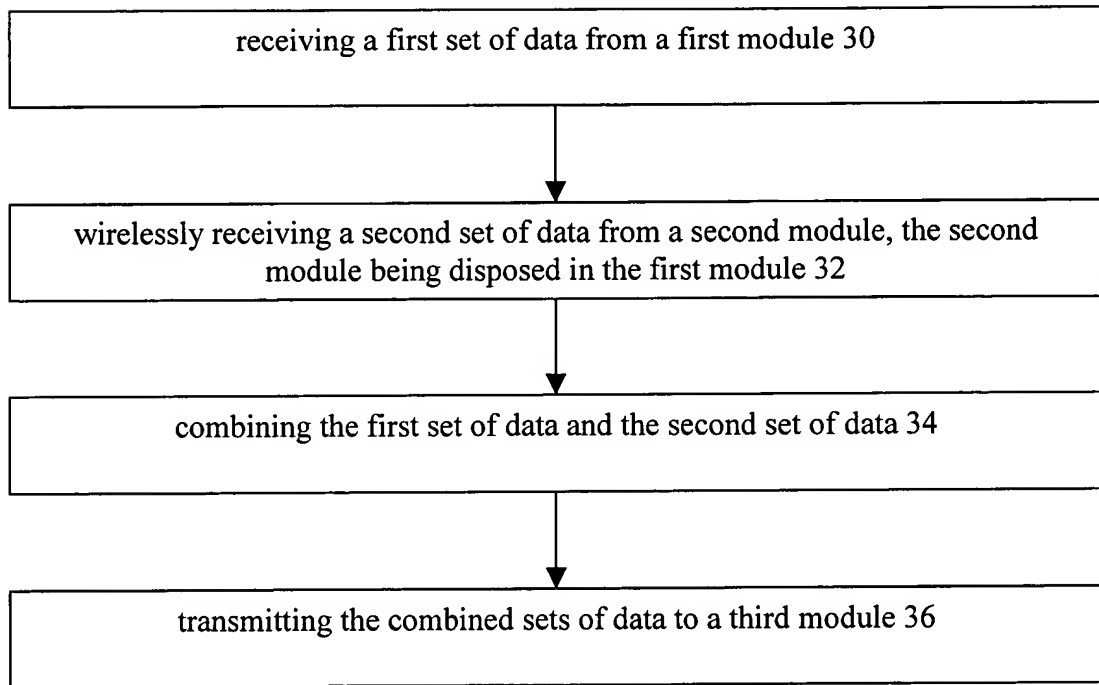 receiving a first set of data from a first module 30
wirelessly receiving a second set of data from a second module, the second
module being disposed in the first module 32
combining the first set of data and the second set of data 34
transmitting the combined sets of data to a third module 36